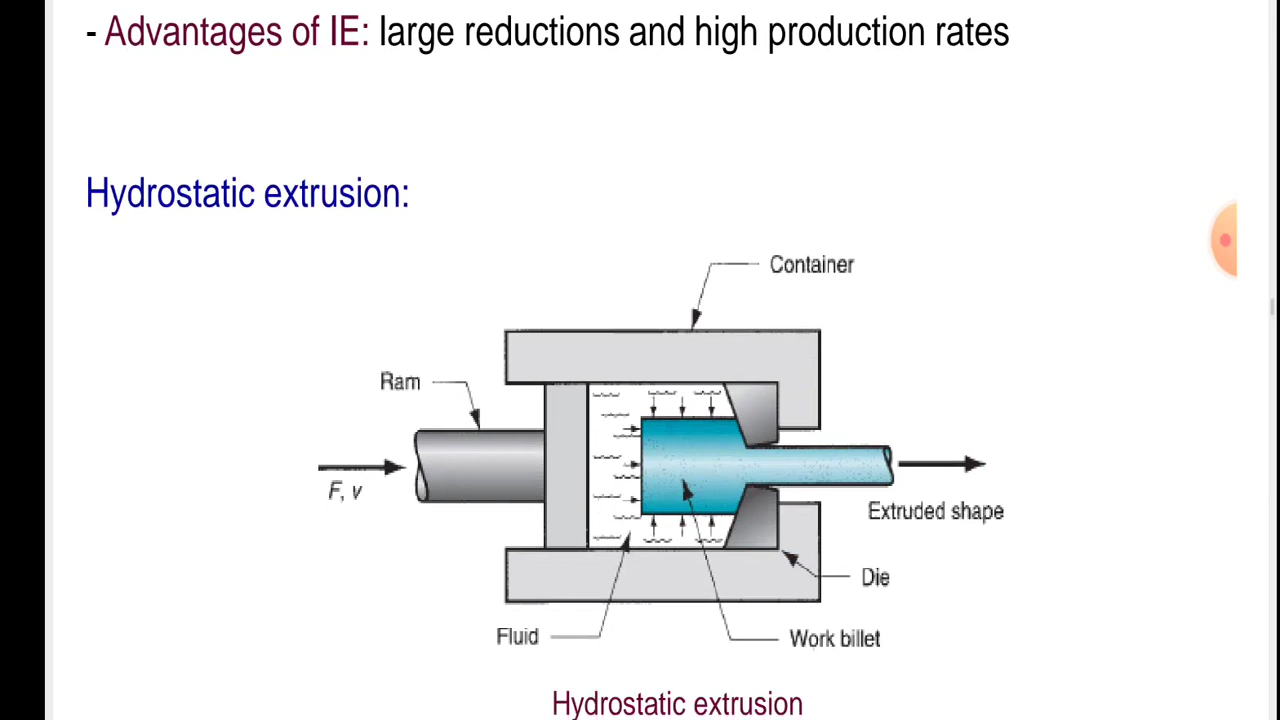 - Advantages of IE: large reductions and high production rates
Hydrostatic extrusion:
Container
Ram
F, v
Extruded shape
Die
Fluid
Work billet
Hydrostatic extrusion